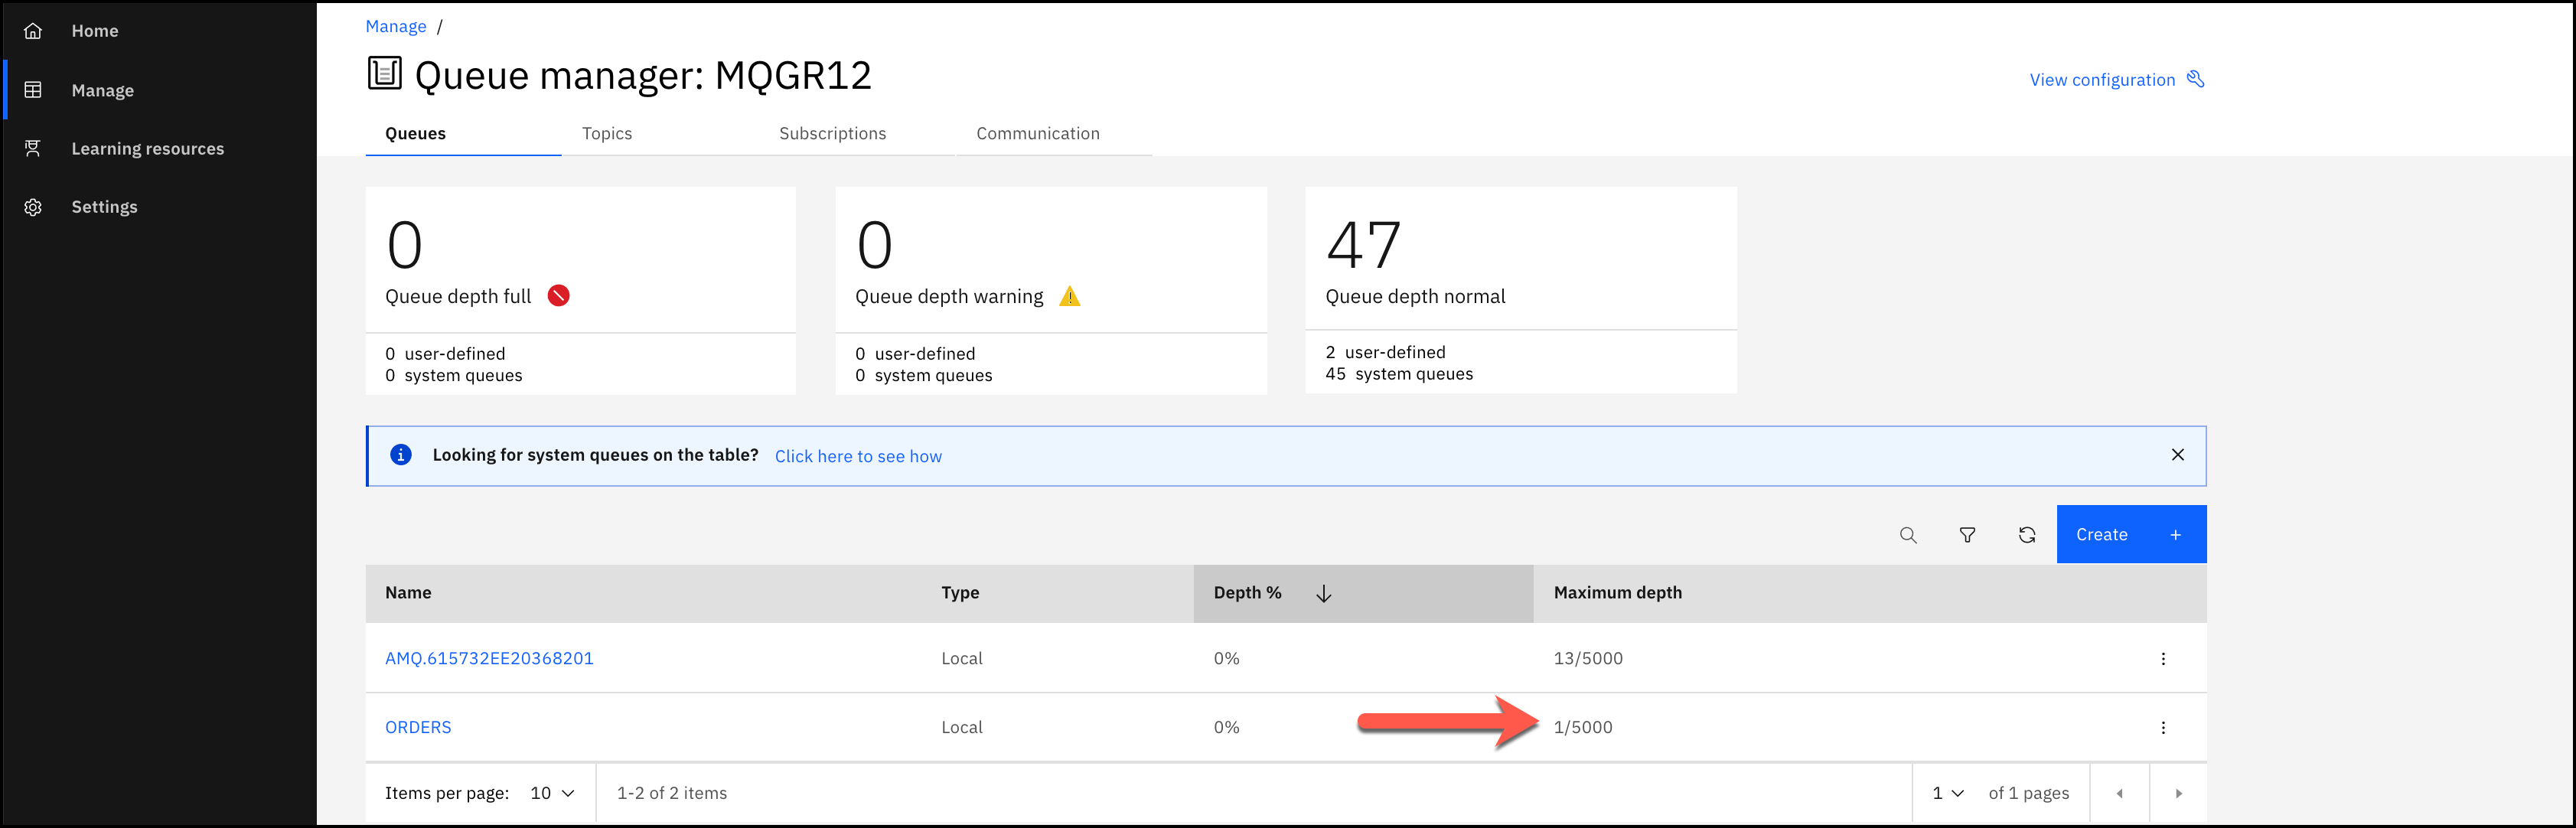 Home
Manage
Learning resources
Settings
Manage /
Queue manager: MQGR12
View configuration
Queues Topics Subscriptions Communication
0
Queue depth full
0 user-defined
0 system queues
0
Queue depth warning
0 user-defined
0 system queues
47
Queue depth normal
2 user-defined
45 system queues
Looking for system queues on the table? Click here to see how
Create +
Name Type Depth % Maximum depth
AMQ.615732EE20368201 Local 0% 13/5000
ORDERS Local 0% 1/5000
Items per page: 10 1-2 of 2 items 1 of 1 pages